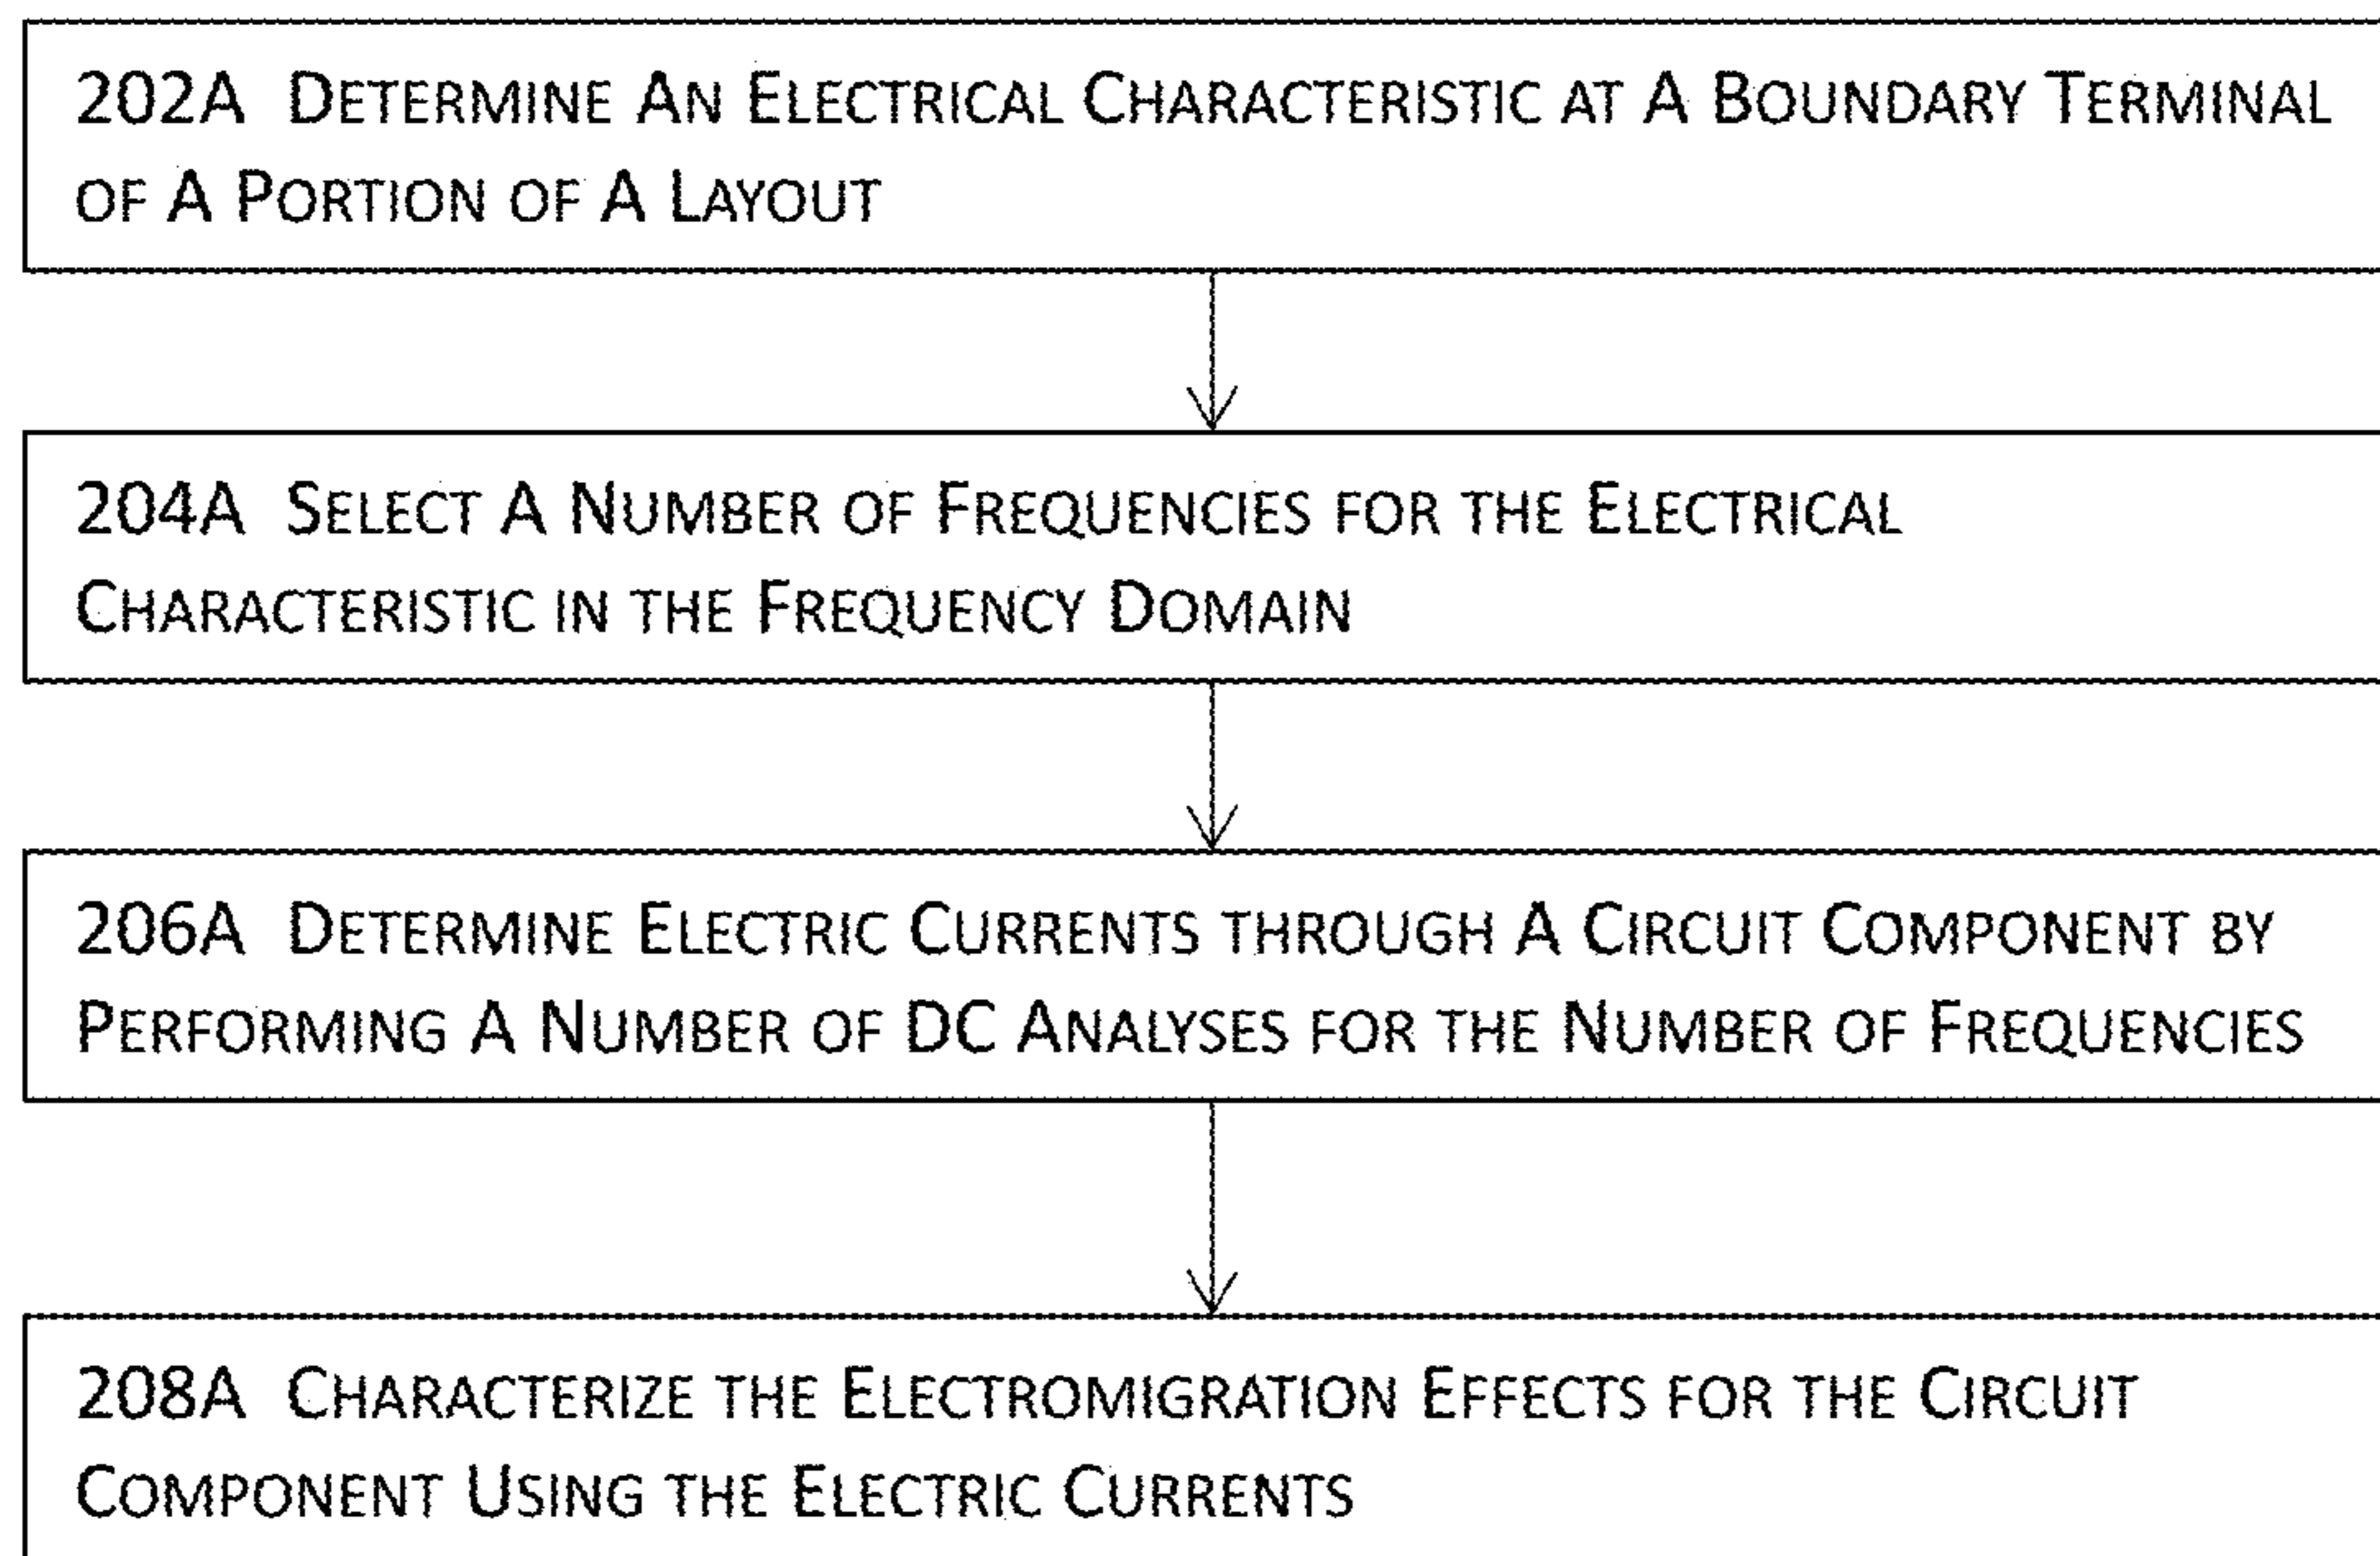 202A DETERMINE AN ELECTRICAL CHARACTERISTIC AT A BOUNDARY TERMINAL
OF A PORTION OF A LAYOUT
204A SELECT A NUMBER OF FREQUENCIES FOR THE ELECTRICAL
CHARACTERISTIC IN THE FREQUENCY DOMAIN
206A DETERMINE ELECTRIC CURRENTS THROUGH A CIRCUIT COMPONENT BY
PERFORMING A NUMBER OF DC ANALYSES FOR THE NUMBER OF FREQUENCIES
208A CHARACTERIZE THE ELECTROMIGRATION EFFECTS FOR THE CIRCUIT
COMPONENT USING THE ELECTRIC CURRENTS